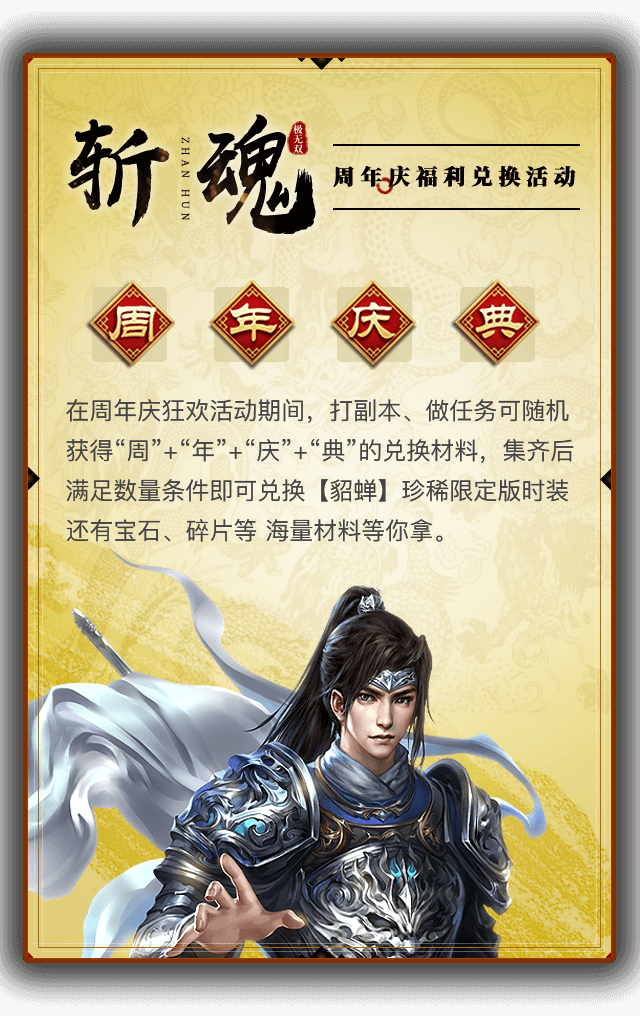 斩魂
ZHAN HUN
极无双
周年庆福利兑换活动
周年庆典
在周年庆狂欢活动期间，打副本、做任务可随机
获得“周”+“年”+“庆”+“典”的兑换材料，集齐后
满足数量条件即可兑换【貂蝉】珍稀限定版时装
还有宝石、碎片等 海量材料等你拿。